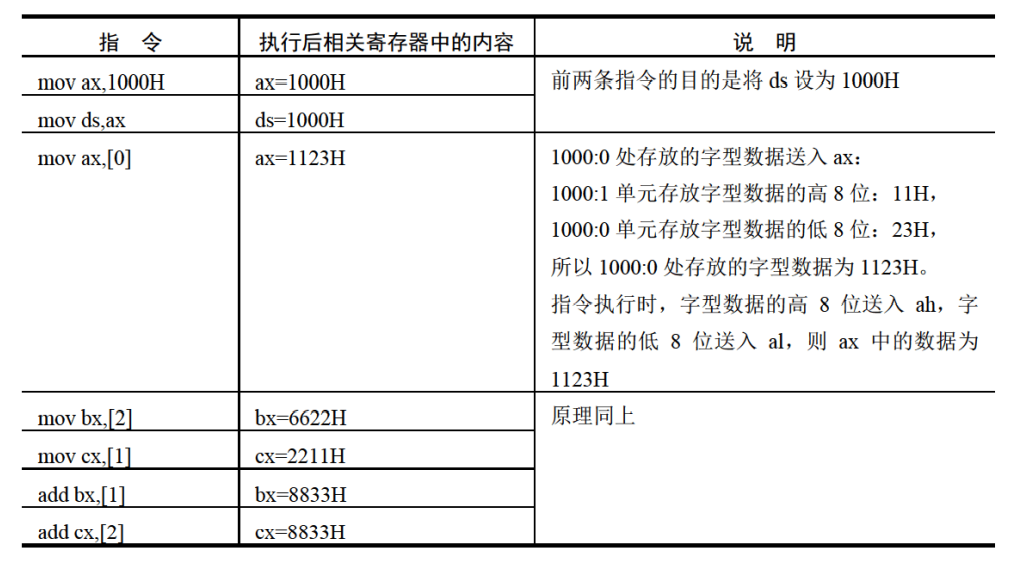 指 令 执行后相关寄存器中的内容 说 明
mov ax,1000H ax=1000H 前两条指令的目的是将 ds 设为 1000H
mov ds,ax ds=1000H
mov ax,[0] ax=1123H 1000:0 处存放的字型数据送入 ax：
1000:1 单元存放字型数据的高 8 位：11H，
1000:0 单元存放字型数据的低 8 位：23H，
所以 1000:0 处存放的字型数据为 1123H。
指令执行时，字型数据的高 8 位送入 ah，字
型数据的低 8 位送入 al，则 ax 中的数据为
1123H
mov bx,[2] bx=6622H 原理同上
mov cx,[1] cx=2211H
add bx,[1] bx=8833H
add cx,[2] cx=8833H